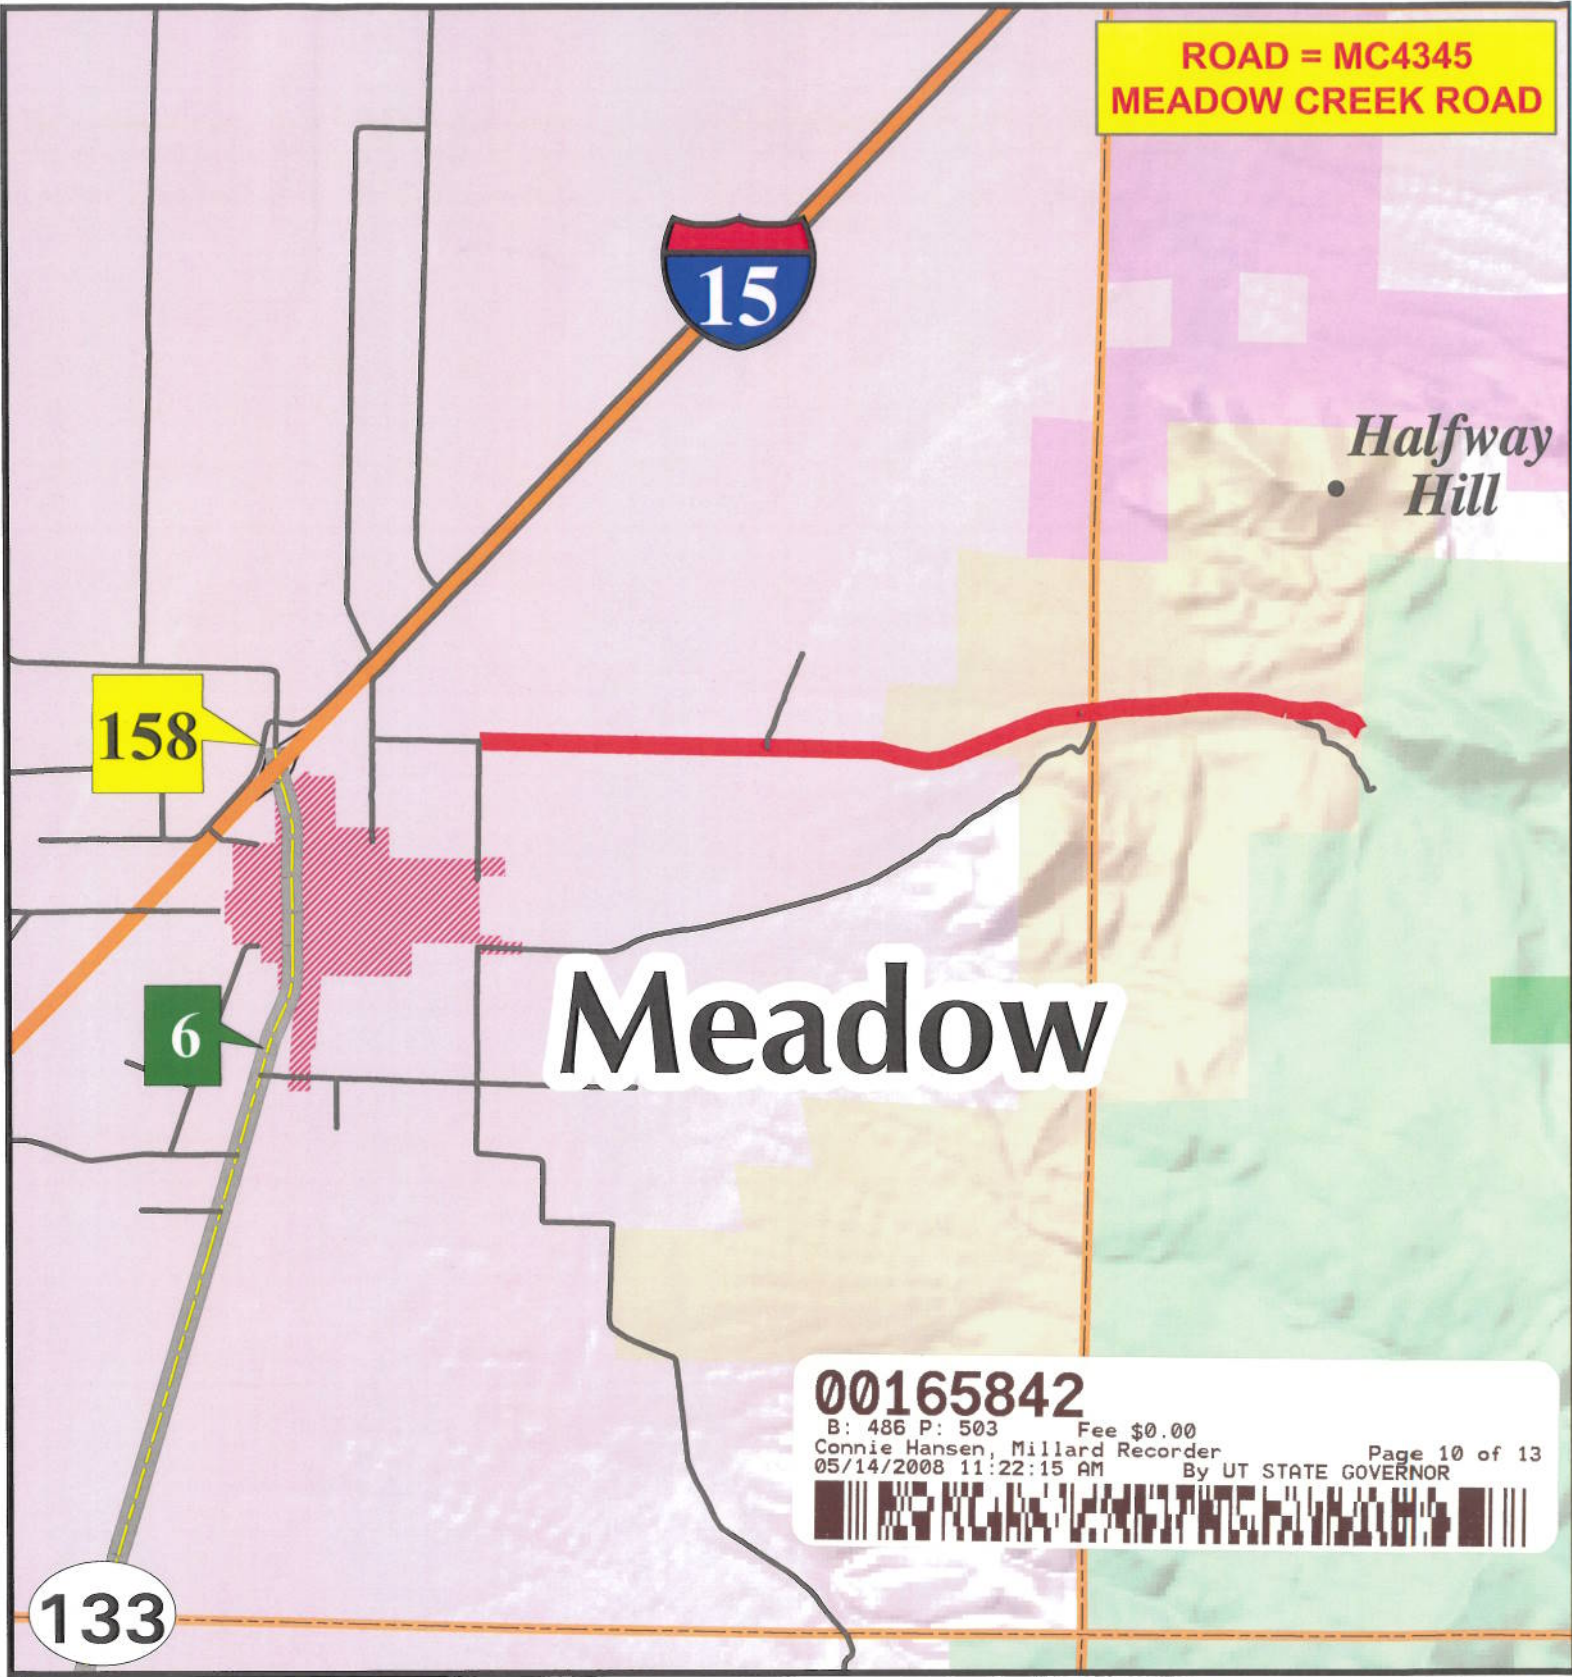 ROAD = MC4345
MEADOW CREEK ROAD
15
Halfway
Hill
158
6
Meadow
00165842
B: 486 P: 503 Fee $0.00
Connie Hansen, Millard Recorder Page 10 of 13
05/14/2008 11:22:15 AM By UT STATE GOVERNOR
133